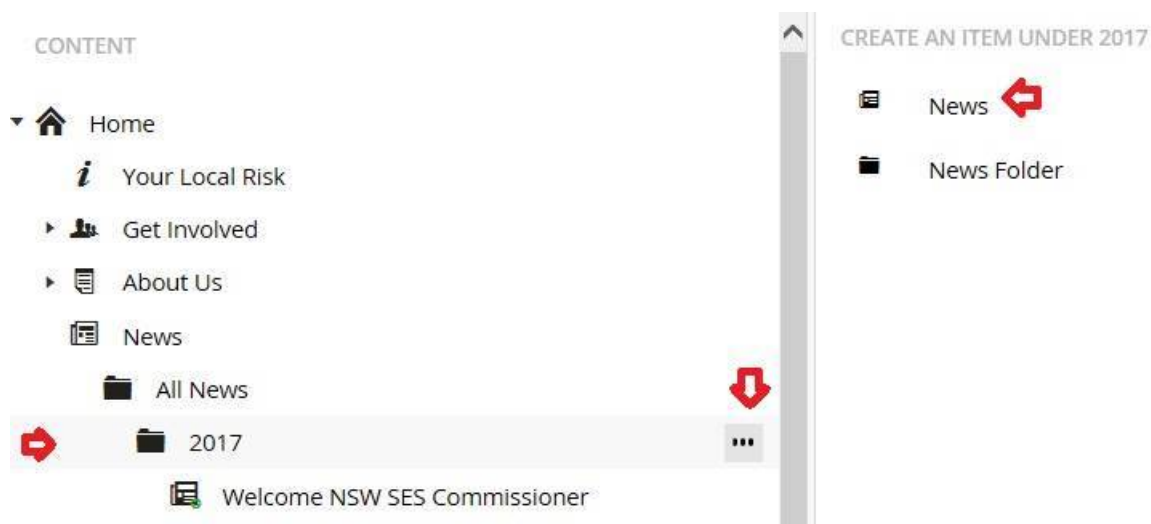 CONTENT
Home
Your Local Risk
Get Involved
About Us
News
All News
2017
Welcome NSW SES Commissioner
CREATE AN ITEM UNDER 2017
News
News Folder